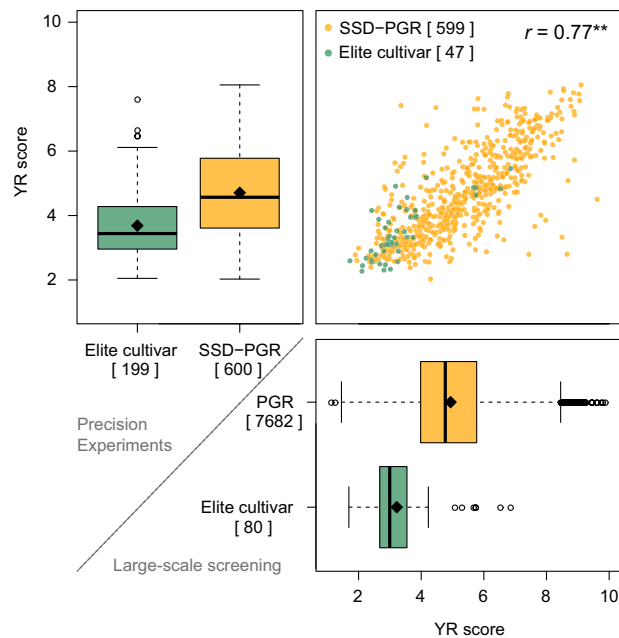 10
8
6
4
2
YR score
SSD−PGR [ 599 ]
Elite cultivar [ 47 ]
r = 0.77**
Elite cultivar
[ 199 ]
SSD−PGR
[ 600 ]
Precision
Experiments
Large-scale screening
PGR
[ 7682 ]
Elite cultivar
[ 80 ]
2 4 6 8 10
YR score